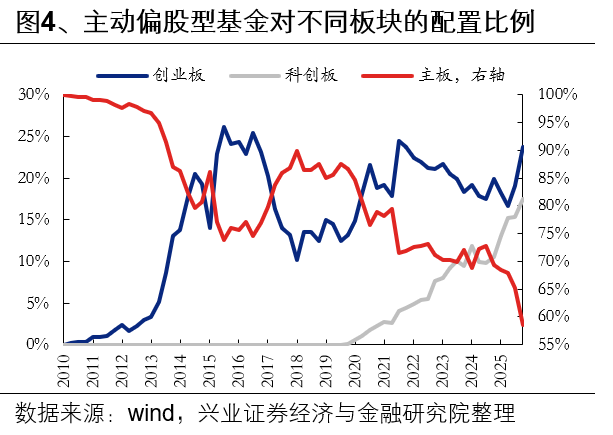 图4、主动偏股型基金对不同板块的配置比例
创业板 科创板 主板，右轴
30% 100%
25% 95%
90%
20% 85%
15% 80%
75%
10% 70%
5% 65%
60%
0% 55%
2010 2011 2012 2013 2014 2015 2016 2017 2018 2019 2020 2021 2022 2023 2024 2025
数据来源：wind，兴业证券经济与金融研究院整理